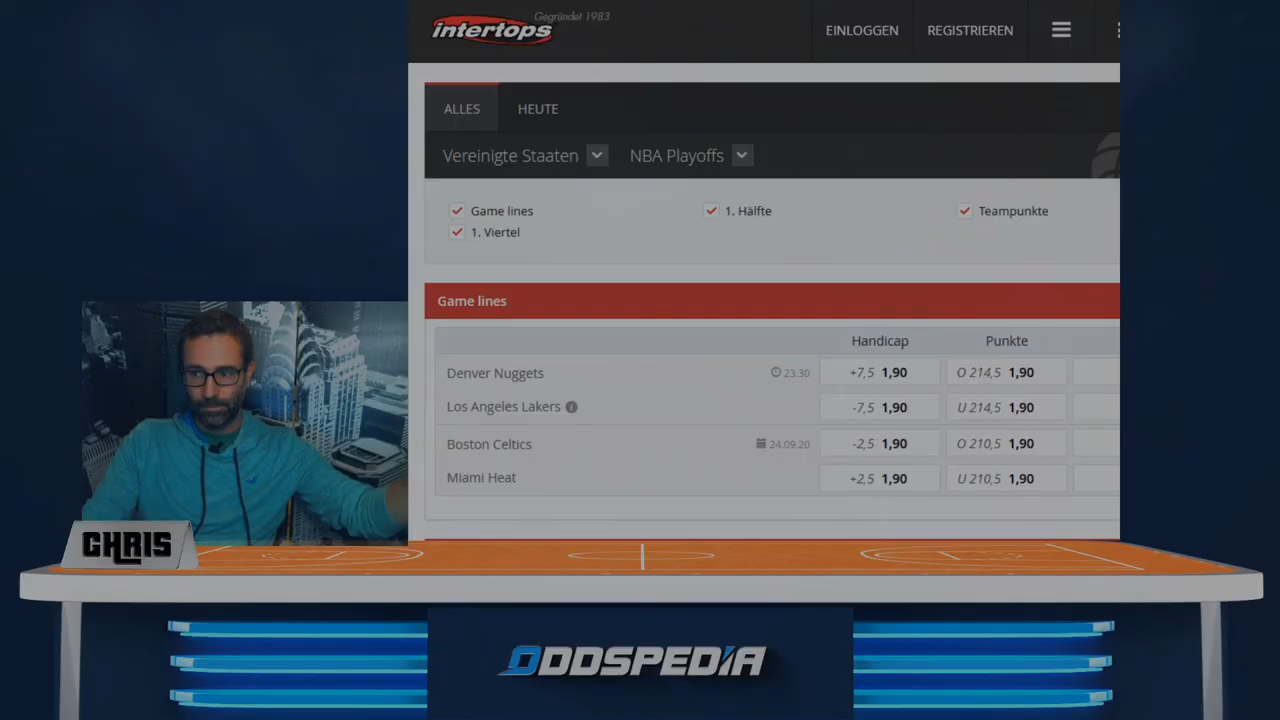 Gegründet 1983
intertops
EINLOGGEN REGISTRIEREN
ALLES HEUTE
Vereinigte Staaten NBA Playoffs
Game lines 1. Hälfte Teampunkte
1. Viertel
Game lines
Handicap Punkte
Denver Nuggets 23:30 +7,5 1,90 O 214,5 1,90
Los Angeles Lakers -7,5 1,90 U 214,5 1,90
Boston Celtics 24.09.20 -2,5 1,90 O 210,5 1,90
Miami Heat +2,5 1,90 U 210,5 1,90
CHRIS
ODDSPEDIA